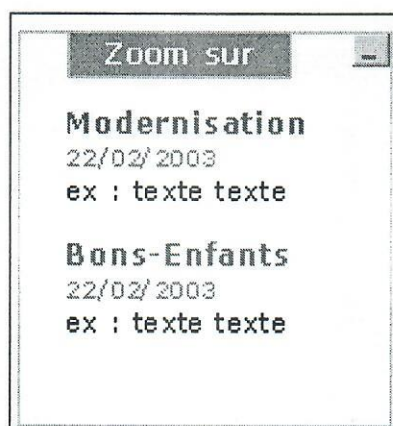 Zoom sur
Modernisation
22/02/2003
ex : texte texte
Bons-Enfants
22/02/2003
ex : texte texte